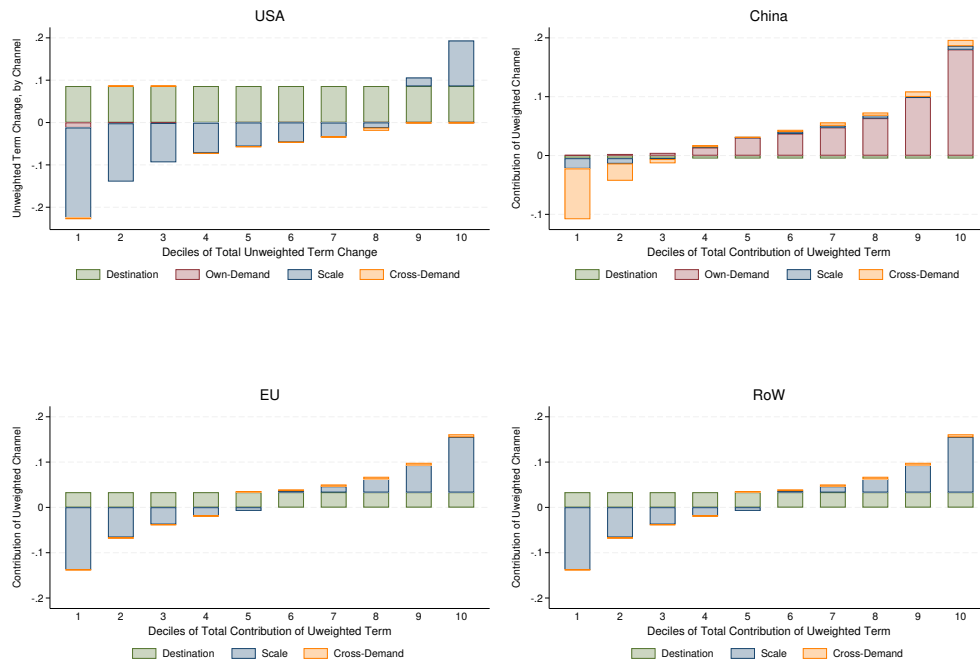 USA
Unweighted Term Change, by Channel
.2
.1
0
-.1
-.2
1 2 3 4 5 6 7 8 9 10
Deciles of Total Unweighted Term Change
Destination Own-Demand Scale Cross-Demand
China
Contribution of Uweighted Channel
.2
.1
0
-.1
1 2 3 4 5 6 7 8 9 10
Deciles of Total Contribution of Uweighted Term
Destination Own-Demand Scale Cross-Demand
EU
Contribution of Uweighted Channel
.2
.1
0
-.1
-.2
1 2 3 4 5 6 7 8 9 10
Deciles of Total Contribution of Uweighted Term
Destination Scale Cross-Demand
RoW
Contribution of Uweighted Channel
.2
.1
0
-.1
-.2
1 2 3 4 5 6 7 8 9 10
Deciles of Total Contribution of Uweighted Term
Destination Scale Cross-Demand